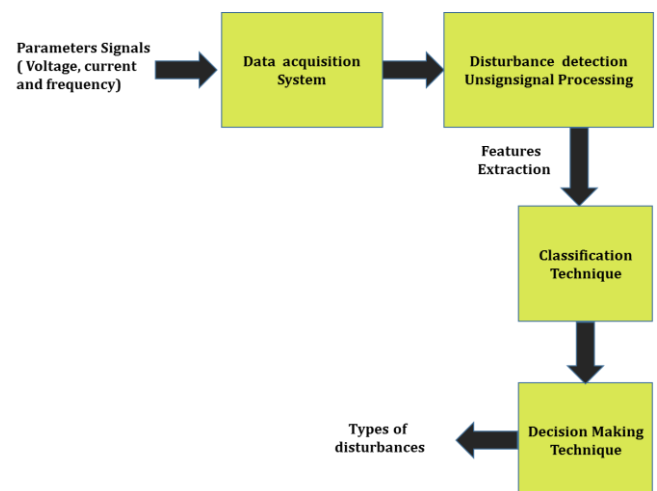 Parameters Signals
( Voltage, current
and frequency)
Data acquisition
System
Disturbance detection
Unsignsignal Processing
Features
Extraction
Classification
Technique
Decision Making
Technique
Types of
disturbances